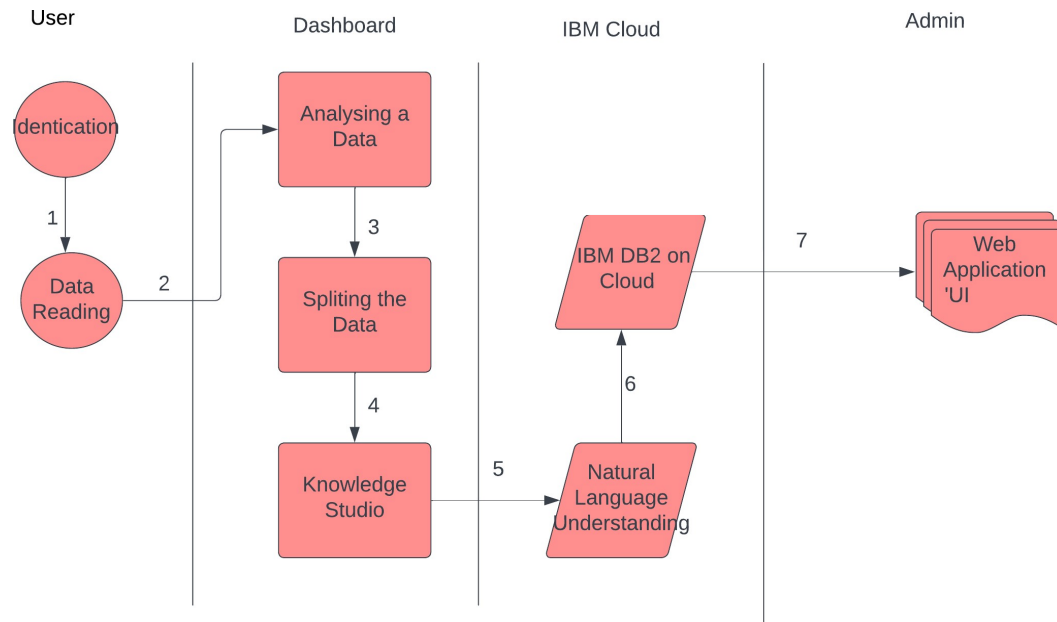 User
Dashboard
IBM Cloud
Admin
Identication
1
Data
Reading
2
Analysing a
Data
3
Spliting the
Data
4
Knowledge
Studio
5
Natural
Language
Understanding
6
IBM DB2 on
Cloud
7
Web
Application
'UI